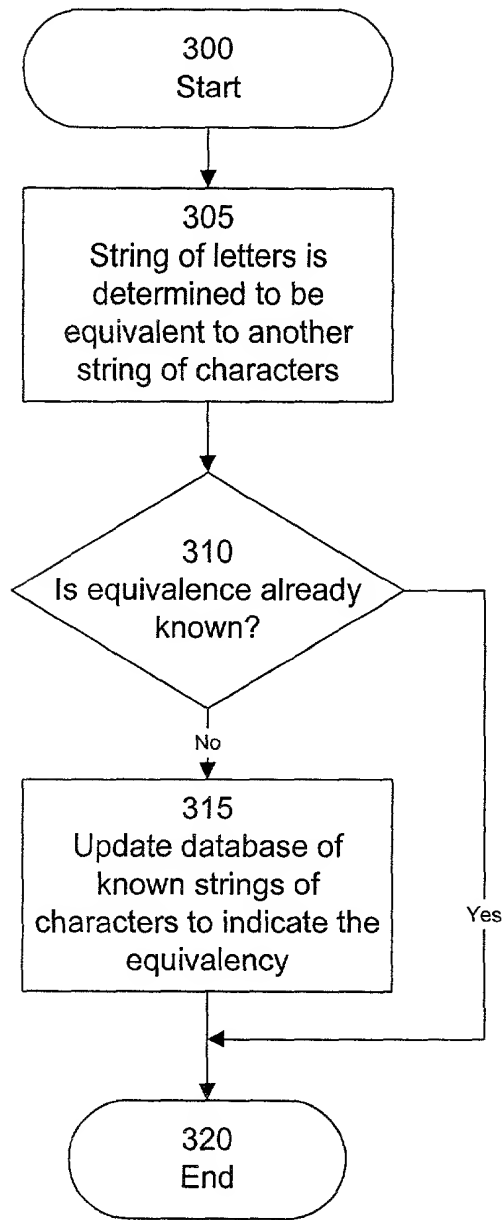 300
Start
305
String of letters is
determined to be
equivalent to another
string of characters
310
Is equivalence already
known?
No
315
Update database of
known strings of
characters to indicate the
equivalency
Yes
320
End